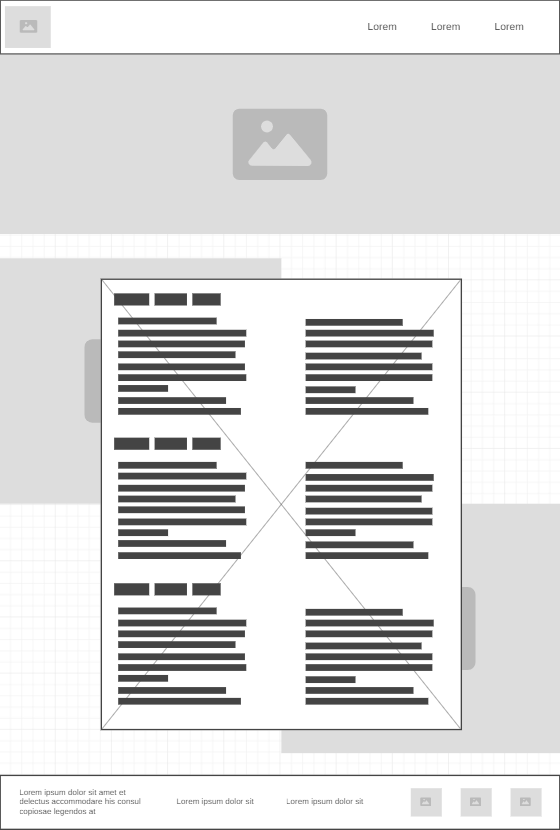 Lorem Lorem Lorem
Lorem ipsum dolor sit amet et
delectus accommodare his consul
copiosae legendos at
Lorem ipsum dolor sit
Lorem ipsum dolor sit